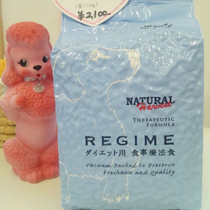 ¥2,100
NATURAL
Harvest
THERAPEUTIC
FORMULA
REGIME
ダイエット用 食事療法食
Vacuum Packed to Preserve
Freshness and Quality